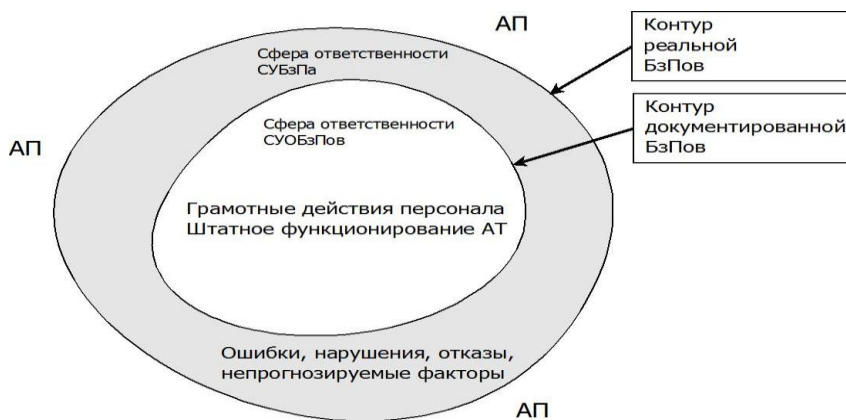 АП
Контур
реальной
БзПов
Сфера ответственности
СУБзПа
Контур
документированной
БзПов
Сфера ответственности
СУОБзПов
АП
Грамотные действия персонала
Штатное функционирование АТ
Ошибки, нарушения, отказы,
непрогнозируемые факторы
АП